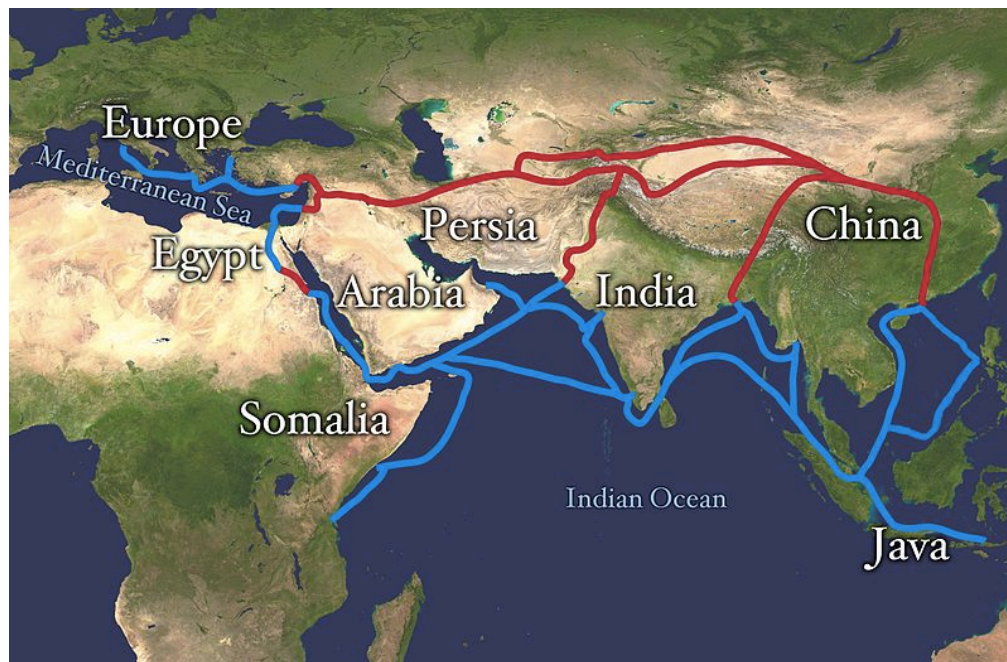 Europe
Mediterranean Sea
Egypt
Persia
Arabia
India
China
Somalia
Indian Ocean
Java